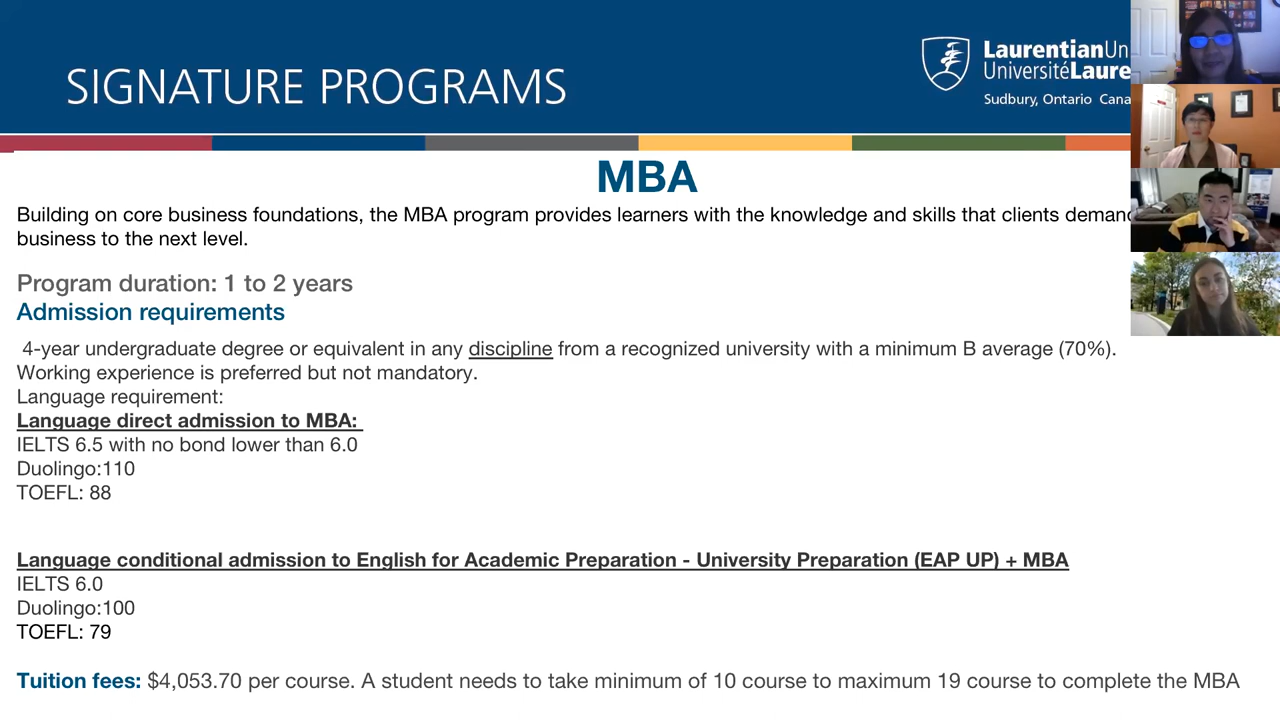 SIGNATURE PROGRAMS
LaurentianUn
UniversitéLaure
Sudbury, Ontario Cana
MBA
Building on core business foundations, the MBA program provides learners with the knowledge and skills that clients demand
business to the next level.
Program duration: 1 to 2 years
Admission requirements
4-year undergraduate degree or equivalent in any discipline from a recognized university with a minimum B average (70%).
Working experience is preferred but not mandatory.
Language requirement:
Language direct admission to MBA:
IELTS 6.5 with no bond lower than 6.0
Duolingo:110
TOEFL: 88
Language conditional admission to English for Academic Preparation - University Preparation (EAP UP) + MBA
IELTS 6.0
Duolingo:100
TOEFL: 79
Tuition fees: $4,053.70 per course. A student needs to take minimum of 10 course to maximum 19 course to complete the MBA